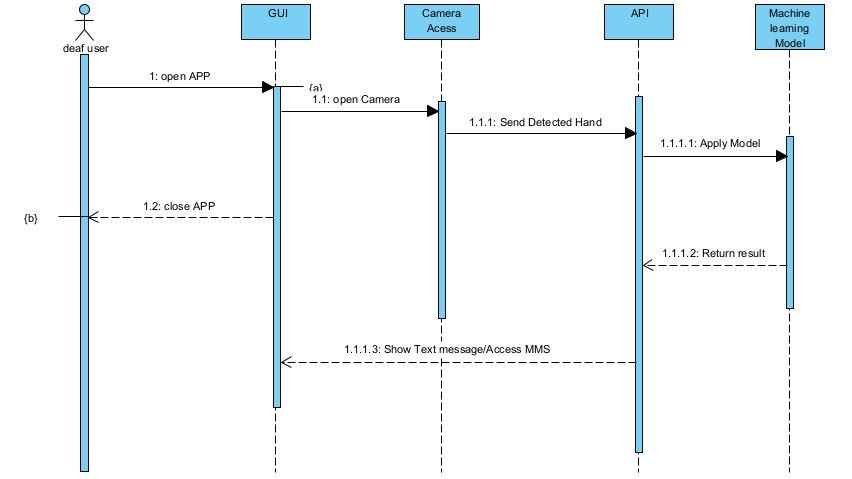 GUI
Camera
Acess
API
Machine
learning
Model
deaf user
1: open APP
{a}
1.1: open Camera
1.1.1: Send Detected Hand
1.1.1.1: Apply Model
1.2: close APP
{b}
1.1.1.2: Return result
1.1.1.3: Show Text message/Access MMS